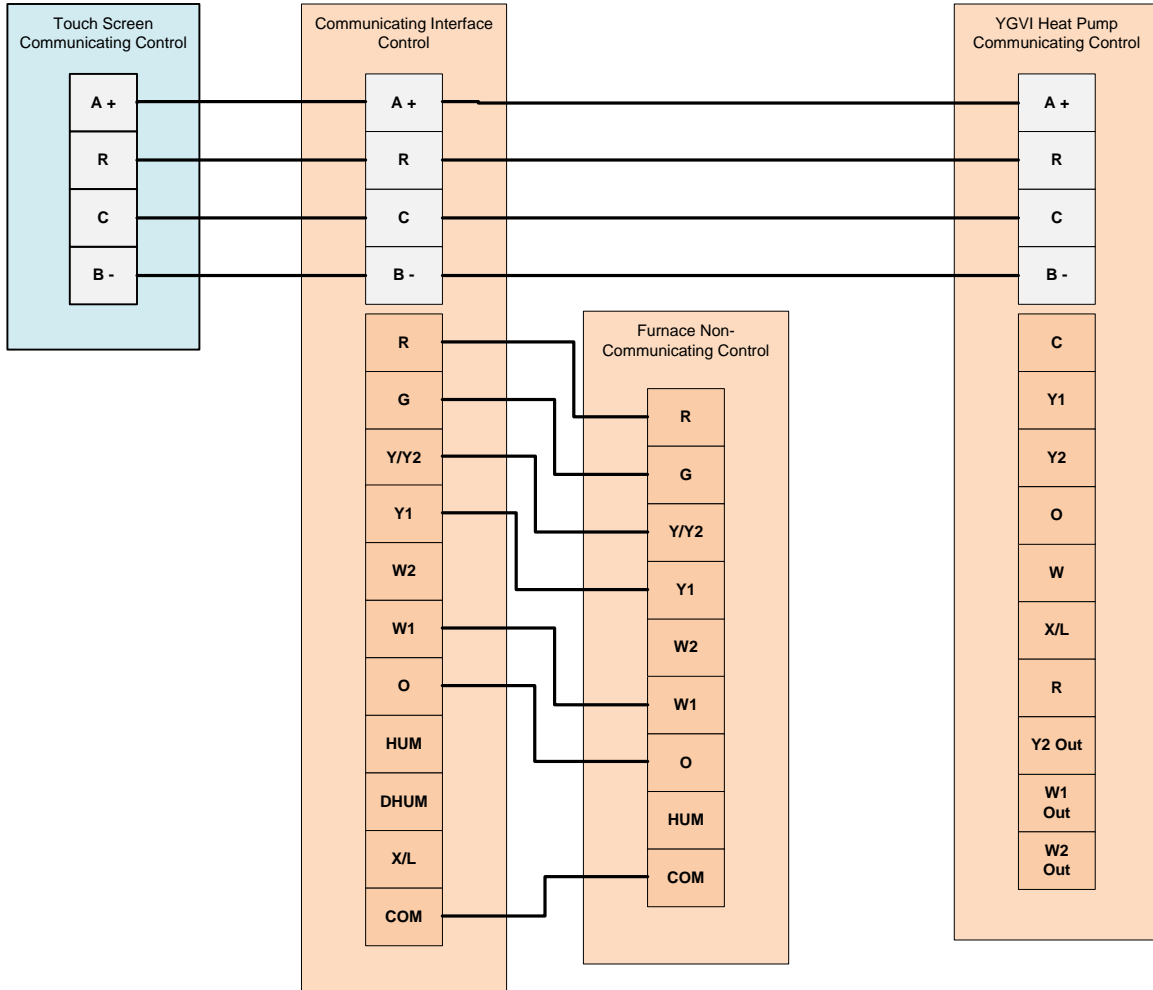 Touch Screen
Communicating Control
A +
R
C
B -
Communicating Interface
Control
A +
R
C
B -
R
G
Y/Y2
Y1
W2
W1
O
HUM
DHUM
X/L
COM
Furnace Non-
Communicating Control
R
G
Y/Y2
Y1
W2
W1
O
HUM
COM
YGVI Heat Pump
Communicating Control
A +
R
C
B -
C
Y1
Y2
O
W
X/L
R
Y2 Out
W1
Out
W2
Out